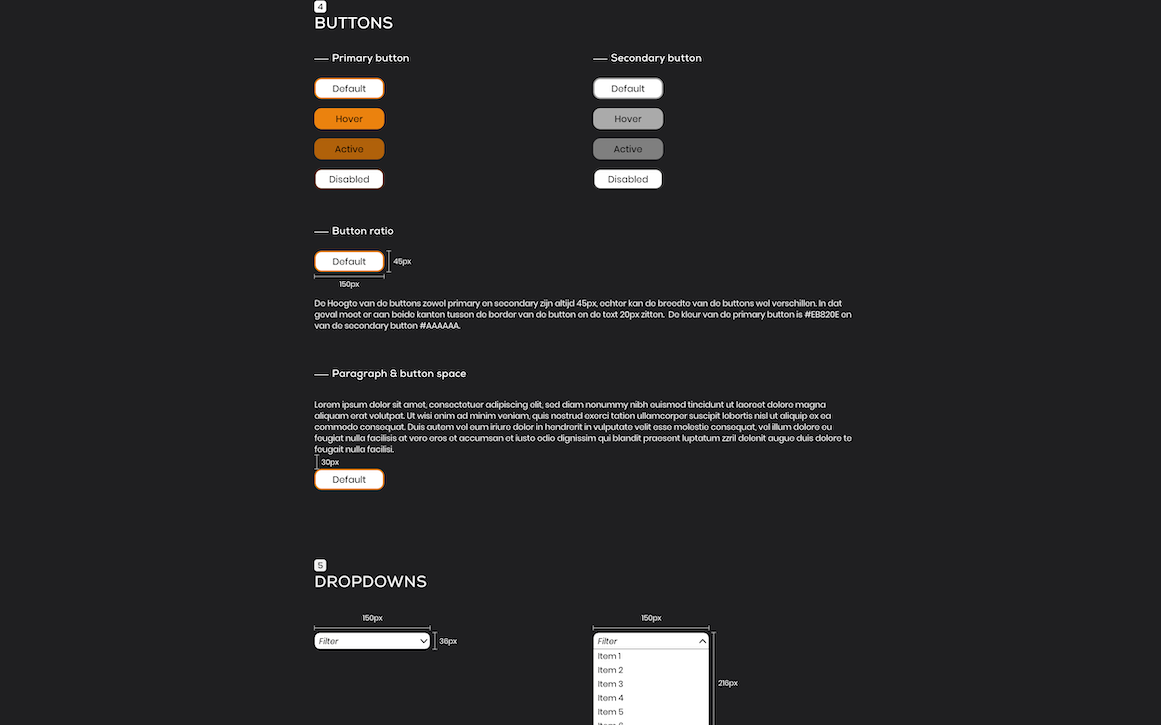 4
BUTTONS
Primary button
Secondary button
Default
Default
Hover
Hover
Active
Active
Disabled
Disabled
Button ratio
Default
45px
150px
De Hoogte van de buttons zowel primary en secondary zijn altijd 45px, echter kan de breedte van de buttons wel verschillen. In dat
geval moet er aan beide kanten tussen de border van de button en de text 20px zitten. De kleur van de primary button is #EB820E en
van de secondary button #AAAAAA.
Paragraph & button space
Lorem ipsum dolor sit amet, consectetuer adipiscing elit, sed diam nonummy nibh euismod tincidunt ut laoreet dolore magna
aliquam erat volutpat. Ut wisi enim ad minim veniam, quis nostrud exerci tation ullamcorper suscipit lobortis nisl ut aliquip ex ea
commodo consequat. Duis autem vel eum iriure dolor in hendrerit in vulputate velit esse molestie consequat, vel illum dolore eu
feugiat nulla facilisis at vero eros et accumsan et iusto odio dignissim qui blandit praesent luptatum zzril delenit augue duis dolore te
feugait nulla facilisi.
30px
Default
5
DROPDOWNS
150px
150px
Filter
36px
Filter
Item 1
Item 2
Item 3
216px
Item 4
Item 5